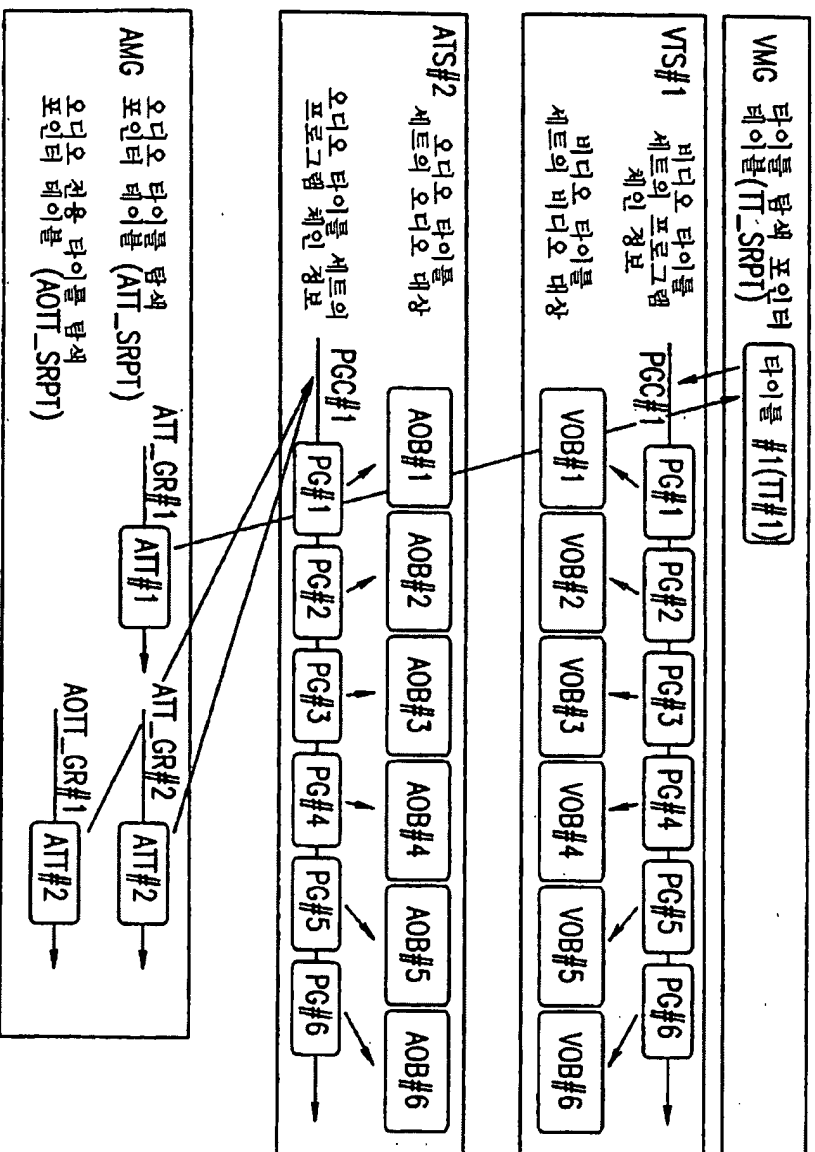 VMG 타이틀 탐색 포인터
테이블(TT_SRPT)
타이틀 #1(TT#1)
VTS#1
비디오 타이틀
세트의 프로그램
체인 정보
PGC#1
PG#1 PG#2 PG#3 PG#4 PG#5 PG#6
비디오 타이틀
세트의 비디오 대상
VOB#1 VOB#2 VOB#3 VOB#4 VOB#5 VOB#6
ATS#2
오디오 타이틀
세트의 오디오 대상
AOB#1 AOB#2 AOB#3 AOB#4 AOB#5 AOB#6
오디오 타이틀 세트의
프로그램 체인 정보
PGC#1
PG#1 PG#2 PG#3 PG#4 PG#5 PG#6
AMG 오디오 타이틀 탐색
포인터 테이블 (ATT_SRPT)
ATT_GR#1
ATT#1
ATT_GR#2
ATT#2
오디오 전용 타이틀 탐색
포인터 테이블 (AOTT_SRPT)
AOTT_GR#1
ATT#2